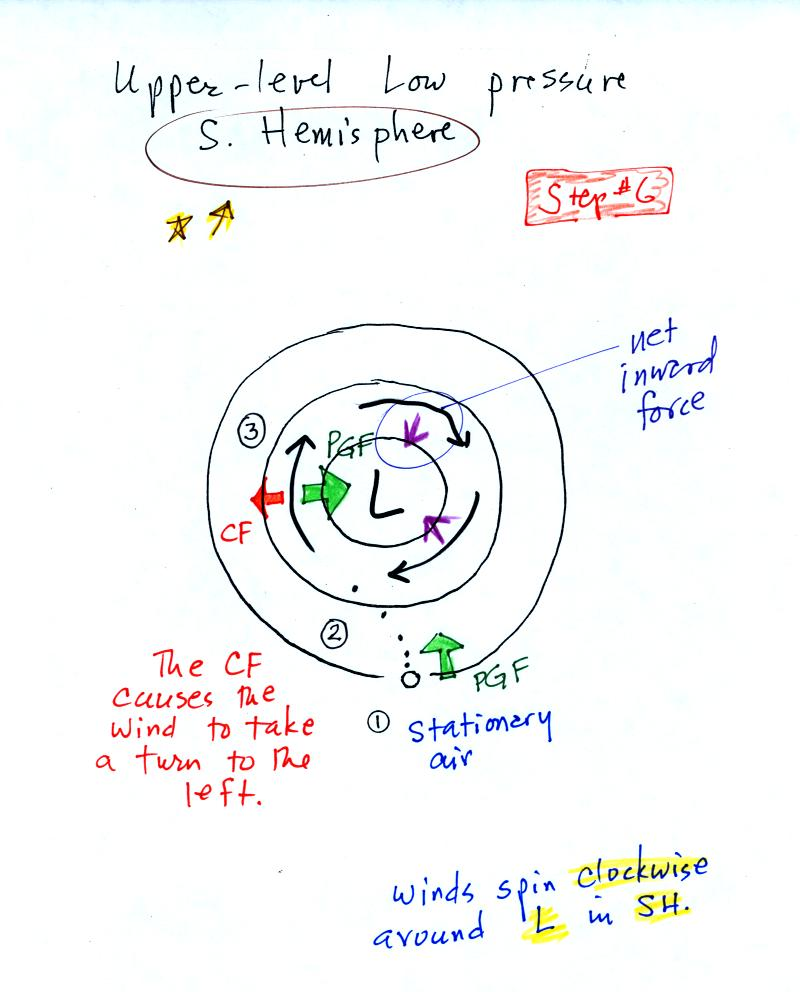 Upper-level Low pressure
S. Hemisphere
Step #6
net
inward
force
③
PGF
L
CF
②
PGF
The CF
causes the
wind to take
a turn to the
left.
① stationary
air
winds spin clockwise
around L in SH.